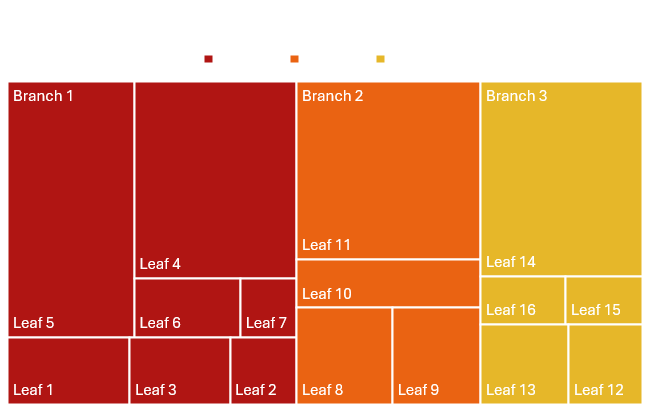 Branch 1
Branch 2
Branch 3
Leaf 4
Leaf 11
Leaf 14
Leaf 10
Leaf 16
Leaf 15
Leaf 5
Leaf 6
Leaf 7
Leaf 1
Leaf 3
Leaf 2
Leaf 8
Leaf 9
Leaf 13
Leaf 12